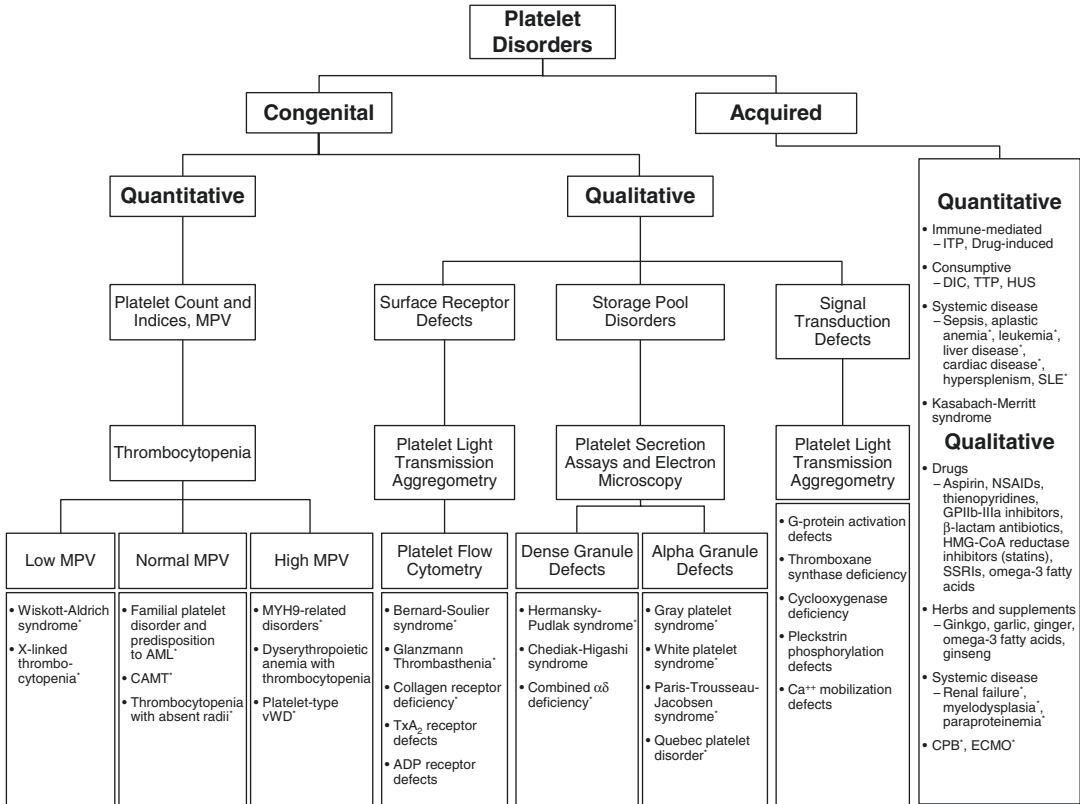 Platelet
Disorders
Congenital
Acquired
Quantitative
Qualitative
Platelet Count and
Indices, MPV
Surface Receptor
Defects
Storage Pool
Disorders
Signal
Transduction
Defects
Thrombocytopenia
Platelet Light
Transmission
Aggregometry
Platelet Secretion
Assays and Electron
Microscopy
Platelet Light
Transmission
Aggregometry
Low MPV
Normal MPV
High MPV
Platelet Flow
Cytometry
Dense Granule
Defects
Alpha Granule
Defects
• Wiskott-Aldrich
syndrome*
• X-linked
thrombo-
cytopenia*
• Familial platelet
disorder and
predisposition
to AML*
• CAMT*
• Thrombocytopenia
with absent radii*
• MYH9-related
disorders*
• Dyserythropoietic
anemia with
thrombocytopenia
• Platelet-type
vWD*
• Bernard-Soulier
syndrome*
• Glanzmann
Thrombasthenia*
• Collagen receptor
deficiency*
• TxA₂ receptor
defects
• ADP receptor
defects
• Hermansky-
Pudlak syndrome*
• Chediak-Higashi
syndrome
• Combined αδ
deficiency*
• Gray platelet
syndrome*
• White platelet
syndrome*
• Paris-Trousseau-
Jacobsen
syndrome*
• Quebec platelet
disorder*
• G-protein activation
defects
• Thromboxane
synthase deficiency
• Cyclooxygenase
deficiency
• Pleckstrin
phosphorylation
defects
• Ca⁺⁺ mobilization
defects
Quantitative
• Immune-mediated
– ITP, Drug-induced
• Consumptive
– DIC, TTP, HUS
• Systemic disease
– Sepsis, aplastic
anemia*, leukemia*,
liver disease*,
cardiac disease*,
hypersplenism, SLE*
• Kasabach-Merritt
syndrome
Qualitative
• Drugs
– Aspirin, NSAIDs,
thienopyridines,
GPIIb-IIIa inhibitors,
β-lactam antibiotics,
HMG-CoA reductase
inhibitors (statins),
SSRIs, omega-3 fatty
acids
• Herbs and supplements
– Ginkgo, garlic, ginger,
omega-3 fatty acids,
ginseng
• Systemic disease
– Renal failure*,
myelodysplasia*,
paraproteinemia*
• CPB*, ECMO*